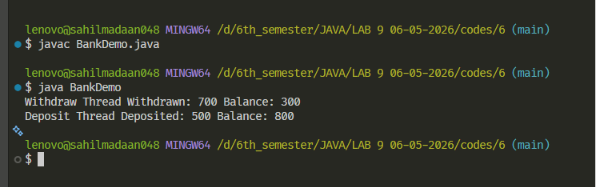 lenovo@sahilmadaan048 MINGW64 /d/6th_semester/JAVA/LAB 9 06-05-2026/codes/6 (main)
$ javac BankDemo.java
lenovo@sahilmadaan048 MINGW64 /d/6th_semester/JAVA/LAB 9 06-05-2026/codes/6 (main)
$ java BankDemo
Withdraw Thread Withdrawn: 700 Balance: 300
Deposit Thread Deposited: 500 Balance: 800
lenovo@sahilmadaan048 MINGW64 /d/6th_semester/JAVA/LAB 9 06-05-2026/codes/6 (main)
$